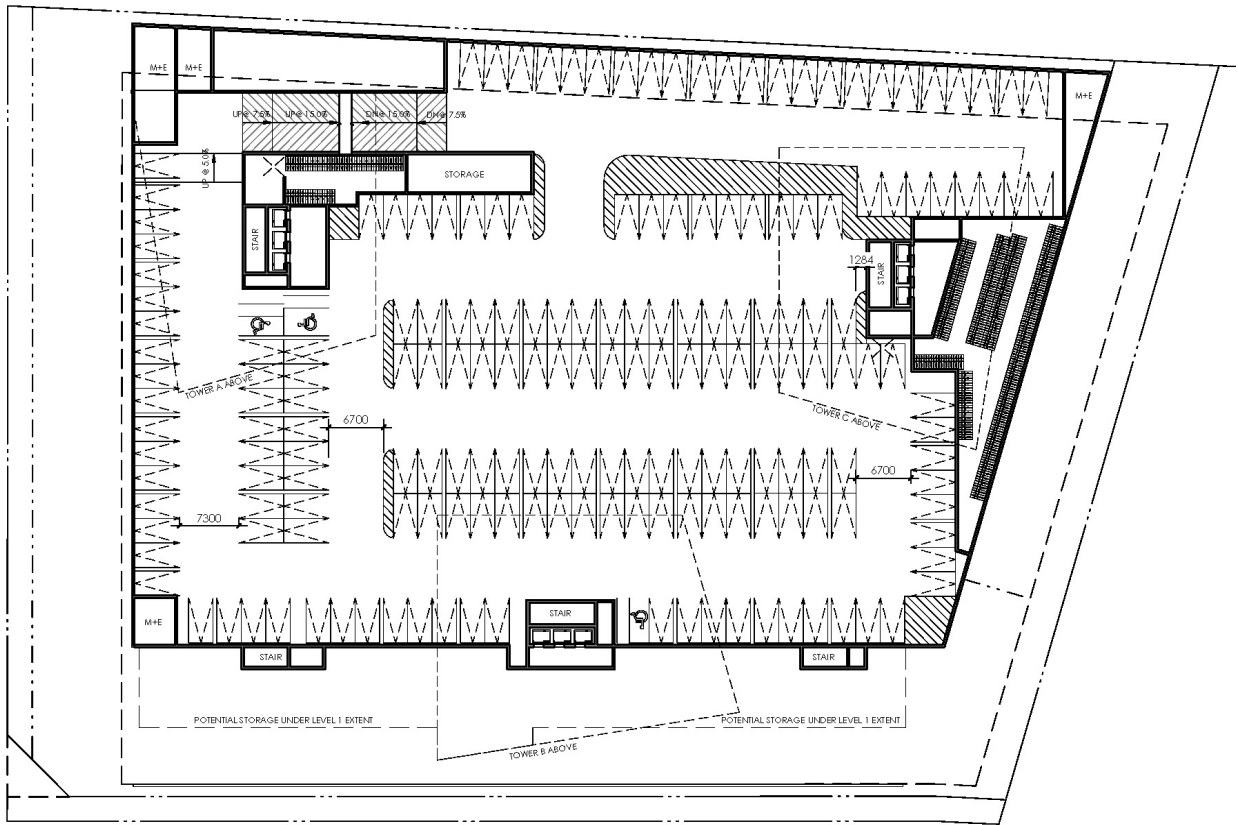 M+E
M+E
M+E
UP@ 7.5%
UP@ 15.0%
DN@ 15.0%
DN@ 7.5%
UP @ 5.0%
STORAGE
STAIR
1284
STAIR
TOWER A ABOVE
TOWER C ABOVE
6700
6700
7300
M+E
STAIR
STAIR
STAIR
POTENTIAL STORAGE UNDER LEVEL 1 EXTENT
POTENTIAL STORAGE UNDER LEVEL 1 EXTENT
TOWER B ABOVE